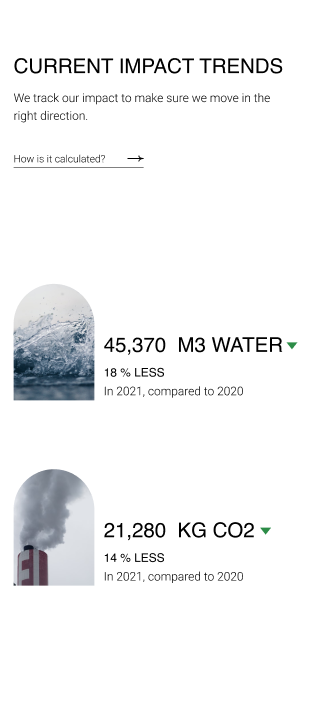 CURRENT IMPACT TRENDS
We track our impact to make sure we move in the
right direction.
How is it calculated?
45,370 M3 WATER
18 % LESS
In 2021, compared to 2020
21,280 KG CO2
14 % LESS
In 2021, compared to 2020